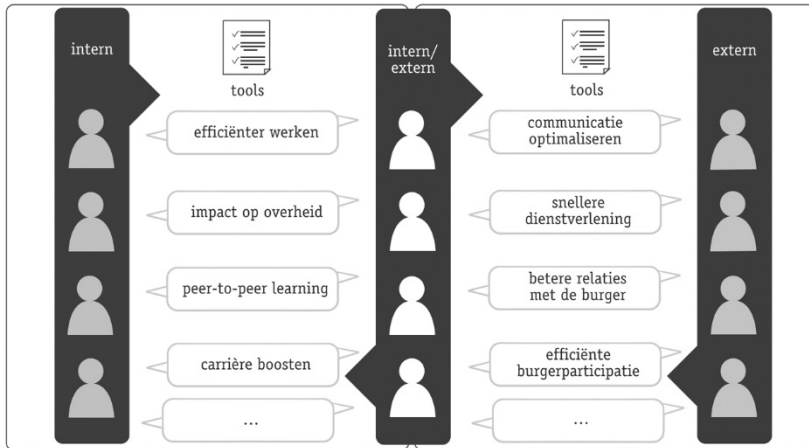 intern
tools
efficiënter werken
impact op overheid
peer-to-peer learning
carrière boosten
...
intern/
extern
tools
communicatie
optimaliseren
snellere
dienstverlening
betere relaties
met de burger
efficiënte
burgerparticipatie
...
extern